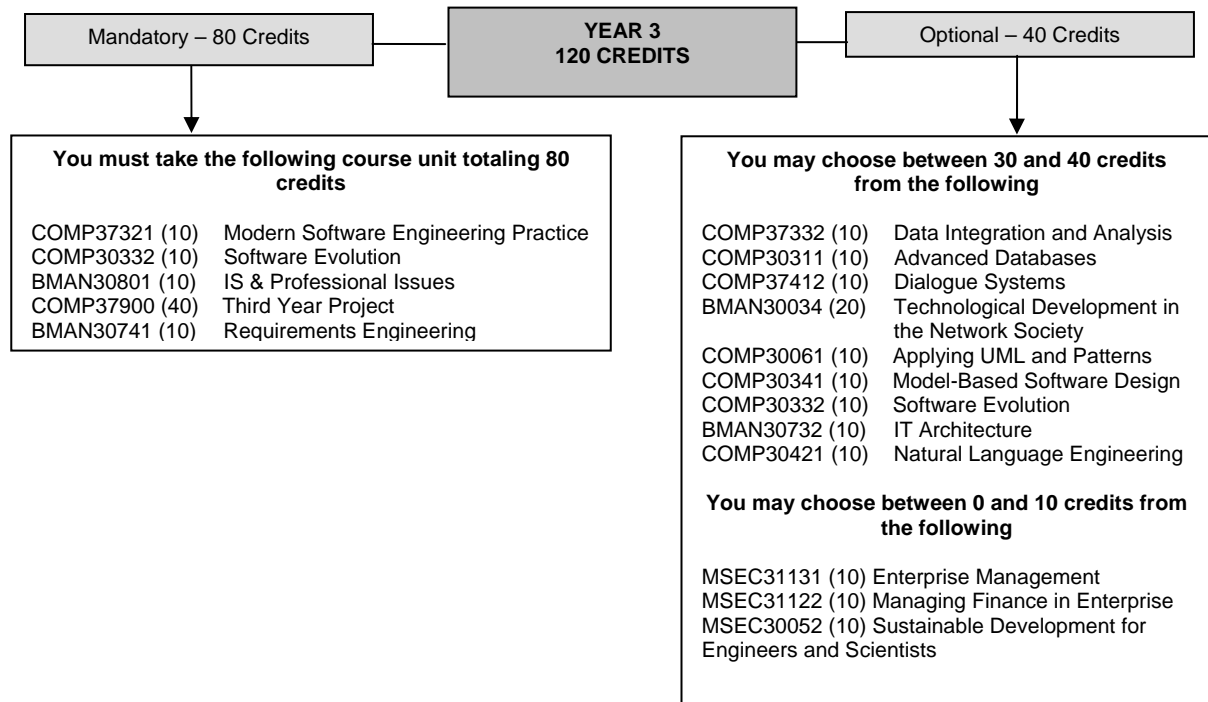 Mandatory – 80 Credits
YEAR 3
120 CREDITS
Optional – 40 Credits
You must take the following course unit totaling 80
credits
COMP37321 (10) Modern Software Engineering Practice
COMP30332 (10) Software Evolution
BMAN30801 (10) IS & Professional Issues
COMP37900 (40) Third Year Project
BMAN30741 (10) Requirements Engineering
You may choose between 30 and 40 credits
from the following
COMP37332 (10) Data Integration and Analysis
COMP30311 (10) Advanced Databases
COMP37412 (10) Dialogue Systems
BMAN30034 (20) Technological Development in
the Network Society
COMP30061 (10) Applying UML and Patterns
COMP30341 (10) Model-Based Software Design
COMP30332 (10) Software Evolution
BMAN30732 (10) IT Architecture
COMP30421 (10) Natural Language Engineering
You may choose between 0 and 10 credits from
the following
MSEC31131 (10) Enterprise Management
MSEC31122 (10) Managing Finance in Enterprise
MSEC30052 (10) Sustainable Development for
Engineers and Scientists